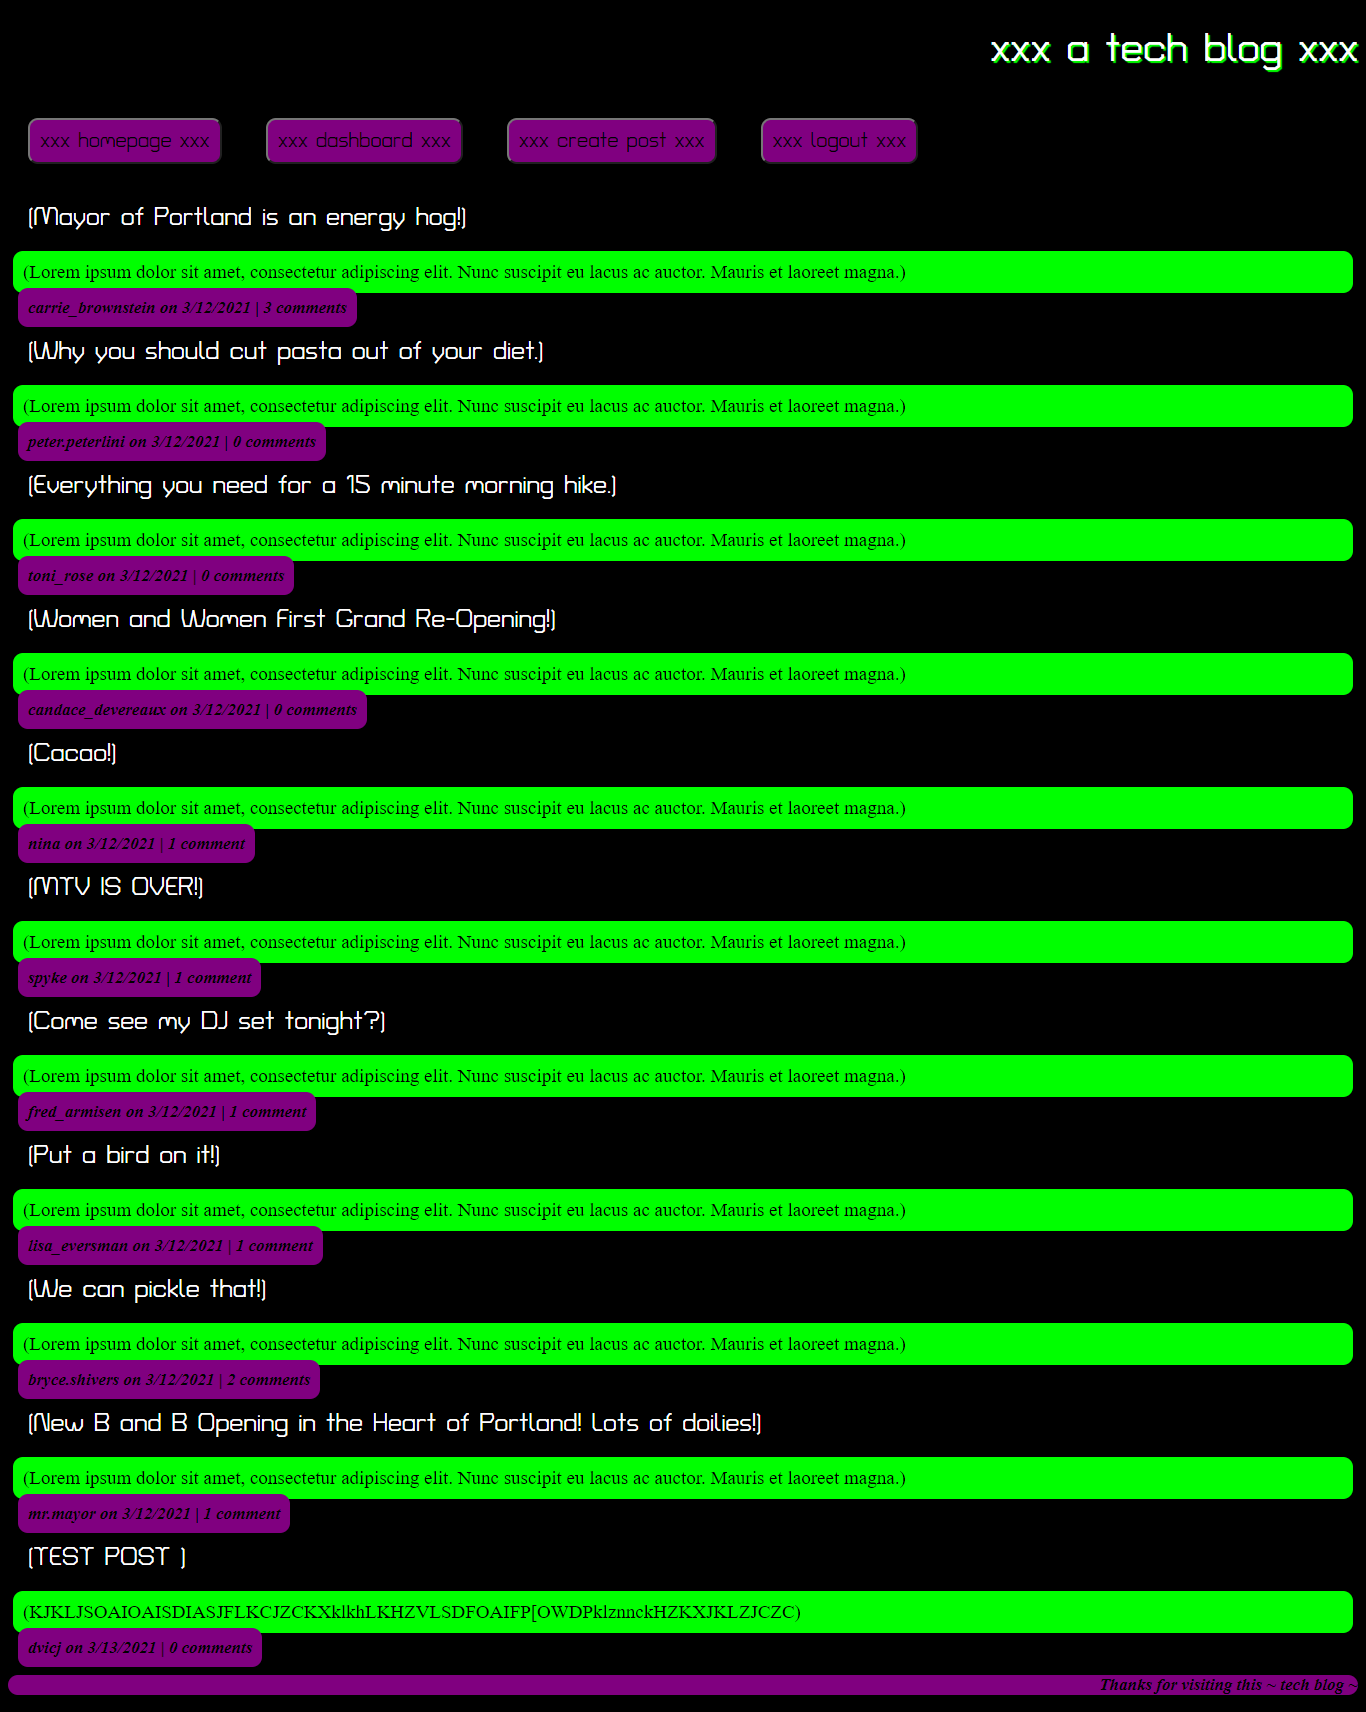 xxx a tech blog xxx
xxx homepage xxx xxx dashboard xxx xxx create post xxx xxx logout xxx
(Mayor of Portland is an energy hog!)
(Lorem ipsum dolor sit amet, consectetur adipiscing elit. Nunc suscipit eu lacus ac auctor. Mauris et laoreet magna.)
carrie_brownstein on 3/12/2021 | 3 comments
(Why you should cut pasta out of your diet.)
(Lorem ipsum dolor sit amet, consectetur adipiscing elit. Nunc suscipit eu lacus ac auctor. Mauris et laoreet magna.)
peter.peterlini on 3/12/2021 | 0 comments
(Everything you need for a 15 minute morning hike.)
(Lorem ipsum dolor sit amet, consectetur adipiscing elit. Nunc suscipit eu lacus ac auctor. Mauris et laoreet magna.)
toni_rose on 3/12/2021 | 0 comments
(Women and Women First Grand Re-Opening!)
(Lorem ipsum dolor sit amet, consectetur adipiscing elit. Nunc suscipit eu lacus ac auctor. Mauris et laoreet magna.)
candace_devereaux on 3/12/2021 | 0 comments
(Cacao!)
(Lorem ipsum dolor sit amet, consectetur adipiscing elit. Nunc suscipit eu lacus ac auctor. Mauris et laoreet magna.)
nina on 3/12/2021 | 1 comment
(MTV IS OVER!)
(Lorem ipsum dolor sit amet, consectetur adipiscing elit. Nunc suscipit eu lacus ac auctor. Mauris et laoreet magna.)
spyke on 3/12/2021 | 1 comment
(Come see my DJ set tonight?)
(Lorem ipsum dolor sit amet, consectetur adipiscing elit. Nunc suscipit eu lacus ac auctor. Mauris et laoreet magna.)
fred_armisen on 3/12/2021 | 1 comment
(Put a bird on it!)
(Lorem ipsum dolor sit amet, consectetur adipiscing elit. Nunc suscipit eu lacus ac auctor. Mauris et laoreet magna.)
lisa_eversman on 3/12/2021 | 1 comment
(We can pickle that!)
(Lorem ipsum dolor sit amet, consectetur adipiscing elit. Nunc suscipit eu lacus ac auctor. Mauris et laoreet magna.)
bryce.shivers on 3/12/2021 | 2 comments
(New B and B Opening in the Heart of Portland! Lots of doilies!)
(Lorem ipsum dolor sit amet, consectetur adipiscing elit. Nunc suscipit eu lacus ac auctor. Mauris et laoreet magna.)
mr.mayor on 3/12/2021 | 1 comment
(TEST POST )
(KJKLJSOAIOAISDIASJFLKCJZCKXklkhLKHZVLSDFOAIFP[OWDPklznnckHZKXJKLZJCZC)
dvicj on 3/13/2021 | 0 comments
Thanks for visiting this ~ tech blog ~